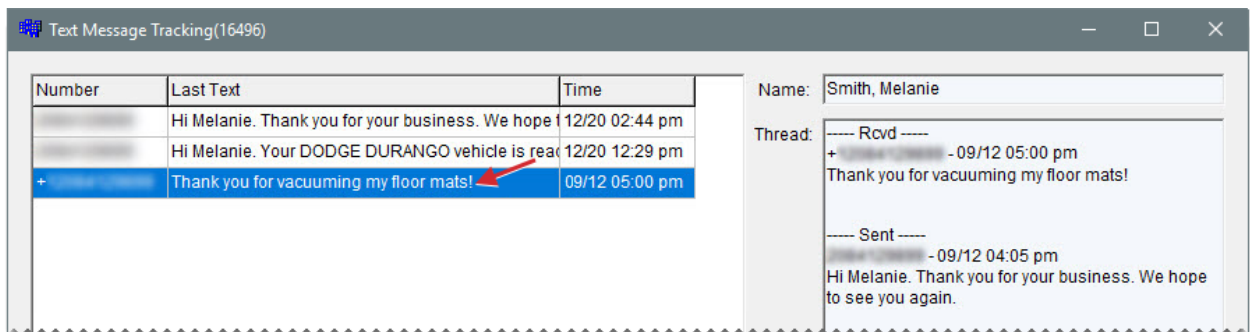 Text Message Tracking(16496)
Number Last Text Time
Hi Melanie. Thank you for your business. We hope 12/20 02:44 pm
Hi Melanie. Your DODGE DURANGO vehicle is 12/20 12:29 pm
+ Thank you for vacuuming my floor mats! 09/12 05:00 pm
Name: Smith, Melanie
Thread: ----- Rcvd -----
+ - 09/12 05:00 pm
Thank you for vacuuming my floor mats!
----- Sent -----
- 09/12 04:05 pm
Hi Melanie. Thank you for your business. We hope
to see you again.